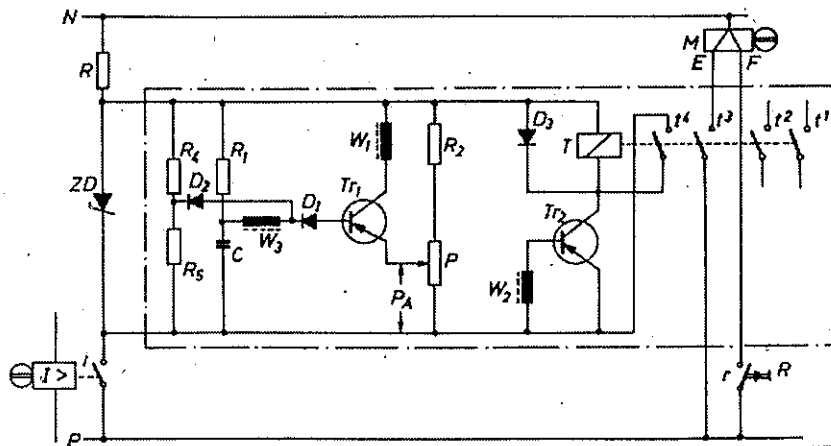 N
M
E F
R
t⁴ t³ t² t¹
R₄ R₁ W₁ R₂ D₃ T
ZD D₂ D₁ Tr₁ Tr₂
W₃
R₅ C P
P_A W₂
J > i r R
P